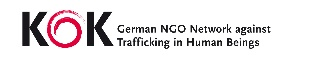 KOK German NGO Network against
Trafficking in Human Beings